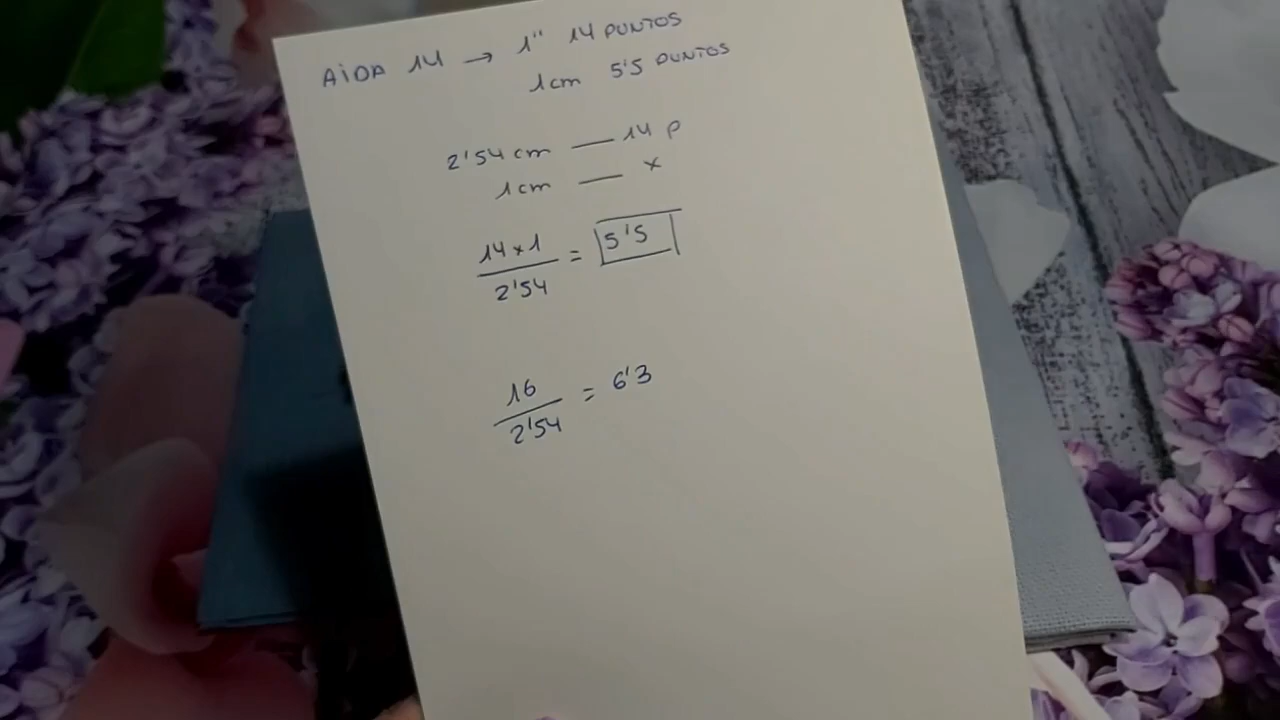 AiDA 14 → 1" 14 PUNTOS
1cm 5'5 PUNTOS
2'54 cm — 14 P
1cm — x
14 x 1
2'54
= 5'5
16
2'54
= 6'3